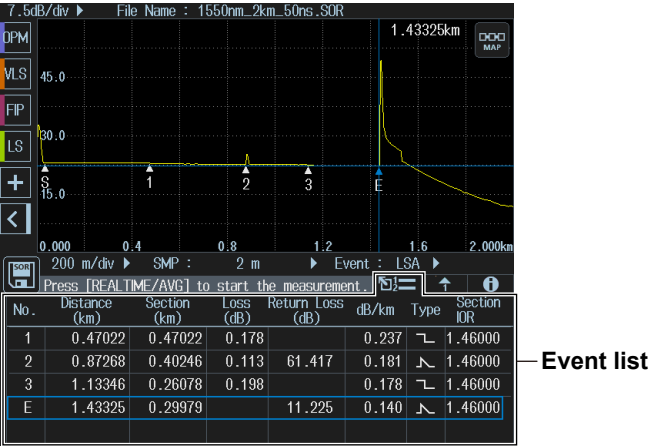 7.5dB/div ▶ File Name : 1550nm_2km_50ns.SOR
OPM
1.43325km
MAP
VLS
45.0
FIP
LS
30.0
S 1 2 3 E
15.0
0.000 0.4 0.8 1.2 1.6 2.000km
SOR
200 m/div ▶ SMP : 2 m ▶ Event : LSA ▶
Press [REALTIME/AVG] to start the measurement.
No. Distance (km) Section (km) Loss (dB) Return Loss (dB) dB/km Type Section IOR
1 0.47022 0.47022 0.178 0.237 1.46000
2 0.87268 0.40246 0.113 61.417 0.181 1.46000
3 1.13346 0.26078 0.198 0.178 1.46000
E 1.43325 0.29979 11.225 0.140 1.46000
Event list